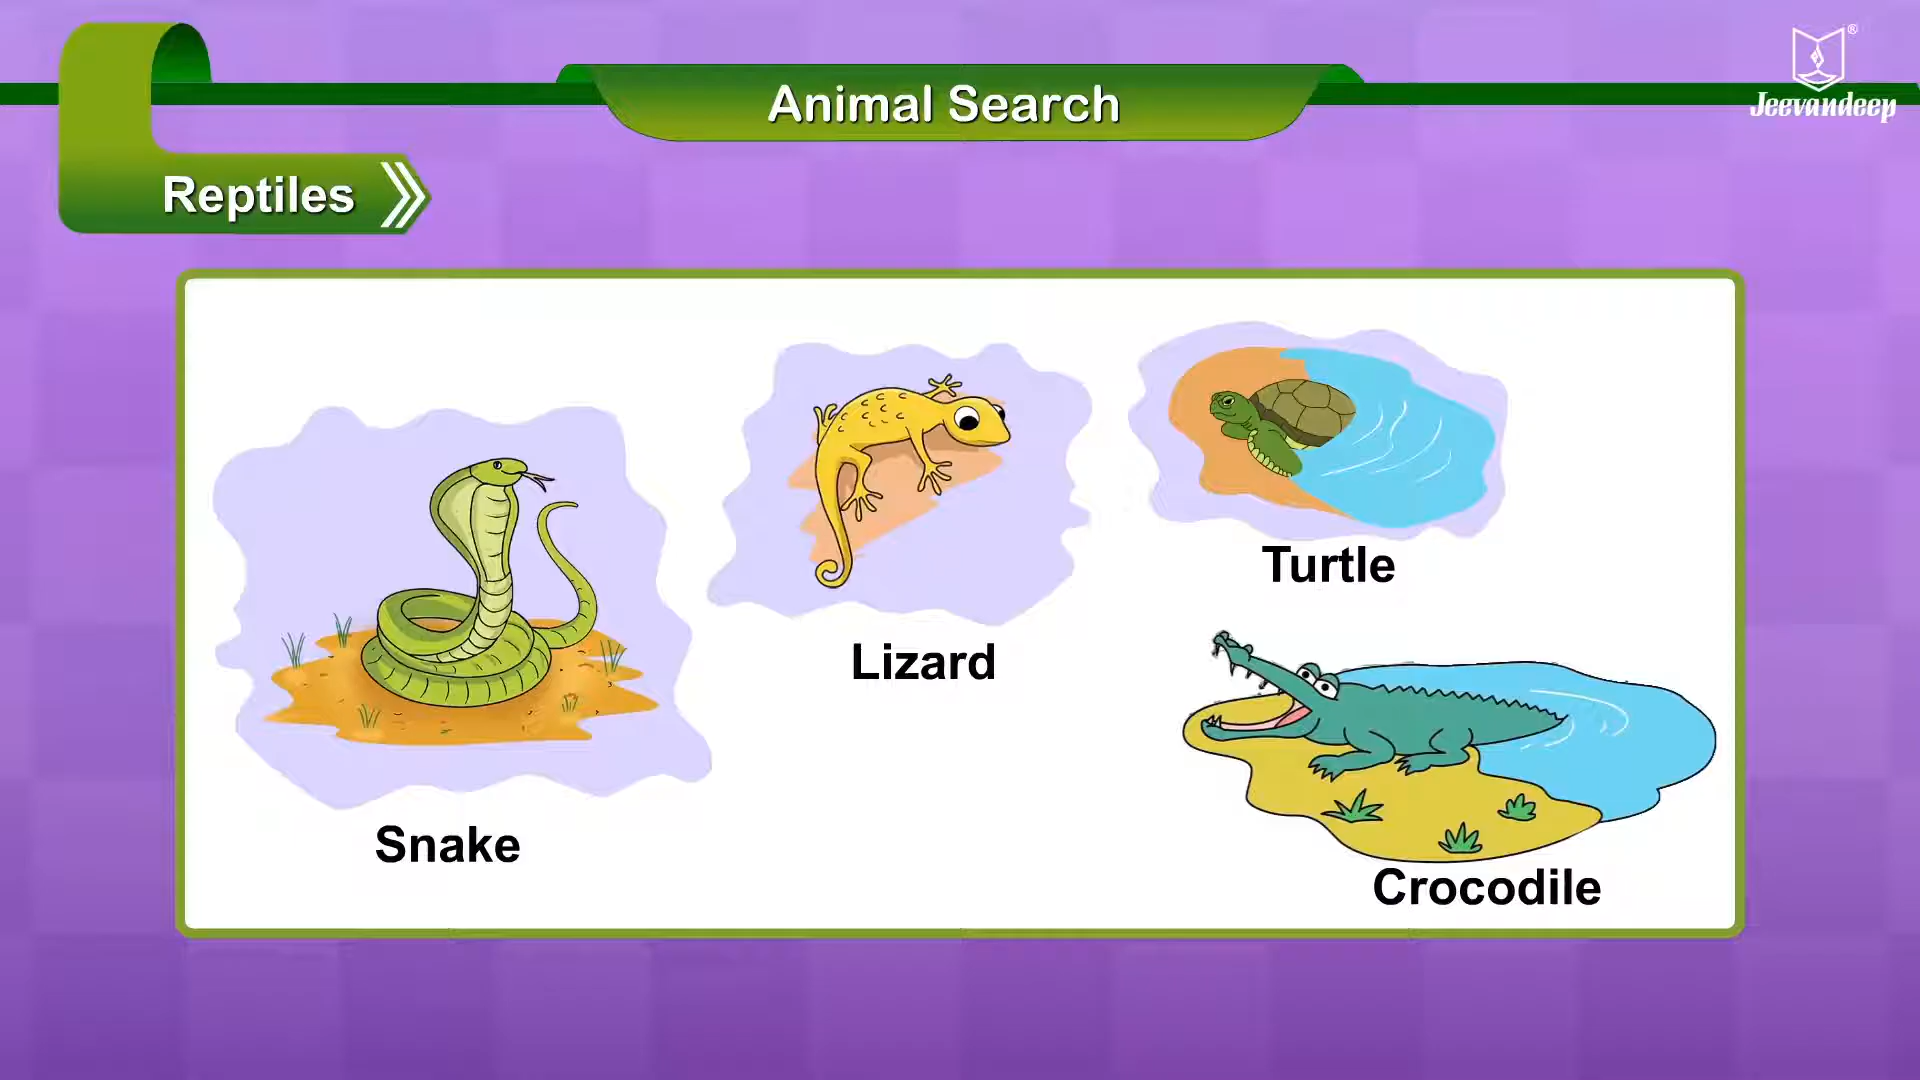 Animal Search
®
Jeevandeep
Reptiles
Turtle
Lizard
Snake
Crocodile